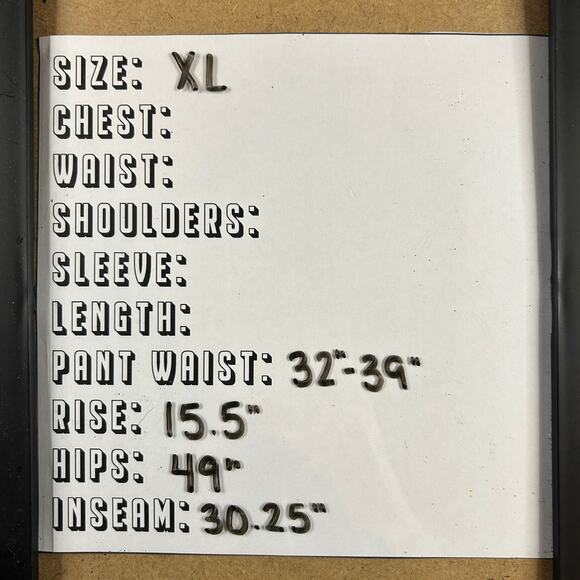 SIZE: XL
CHEST:
WAIST:
SHOULDERS:
SLEEVE:
LENGTH:
PANT WAIST: 32"-39"
RISE: 15.5"
HIPS: 49"
INSEAM: 30.25"